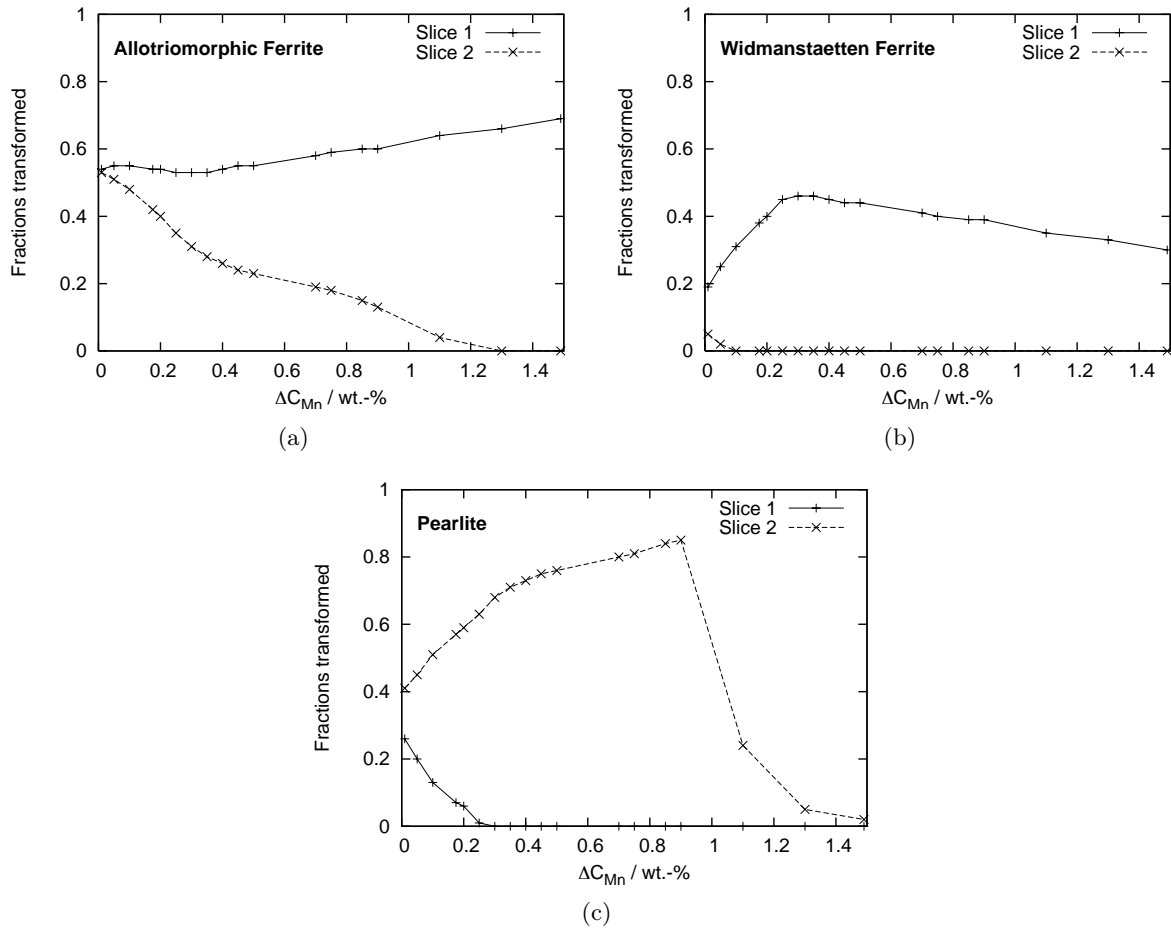 Allotriomorphic Ferrite
Slice 1
Slice 2
Fractions transformed
1
0.8
0.6
0.4
0.2
0
0 0.2 0.4 0.6 0.8 1 1.2 1.4
ΔC_Mn / wt.-%
(a)
Widmanstaetten Ferrite
Slice 1
Slice 2
Fractions transformed
1
0.8
0.6
0.4
0.2
0
0 0.2 0.4 0.6 0.8 1 1.2 1.4
ΔC_Mn / wt.-%
(b)
Pearlite
Slice 1
Slice 2
Fractions transformed
1
0.8
0.6
0.4
0.2
0
0 0.2 0.4 0.6 0.8 1 1.2 1.4
ΔC_Mn / wt.-%
(c)